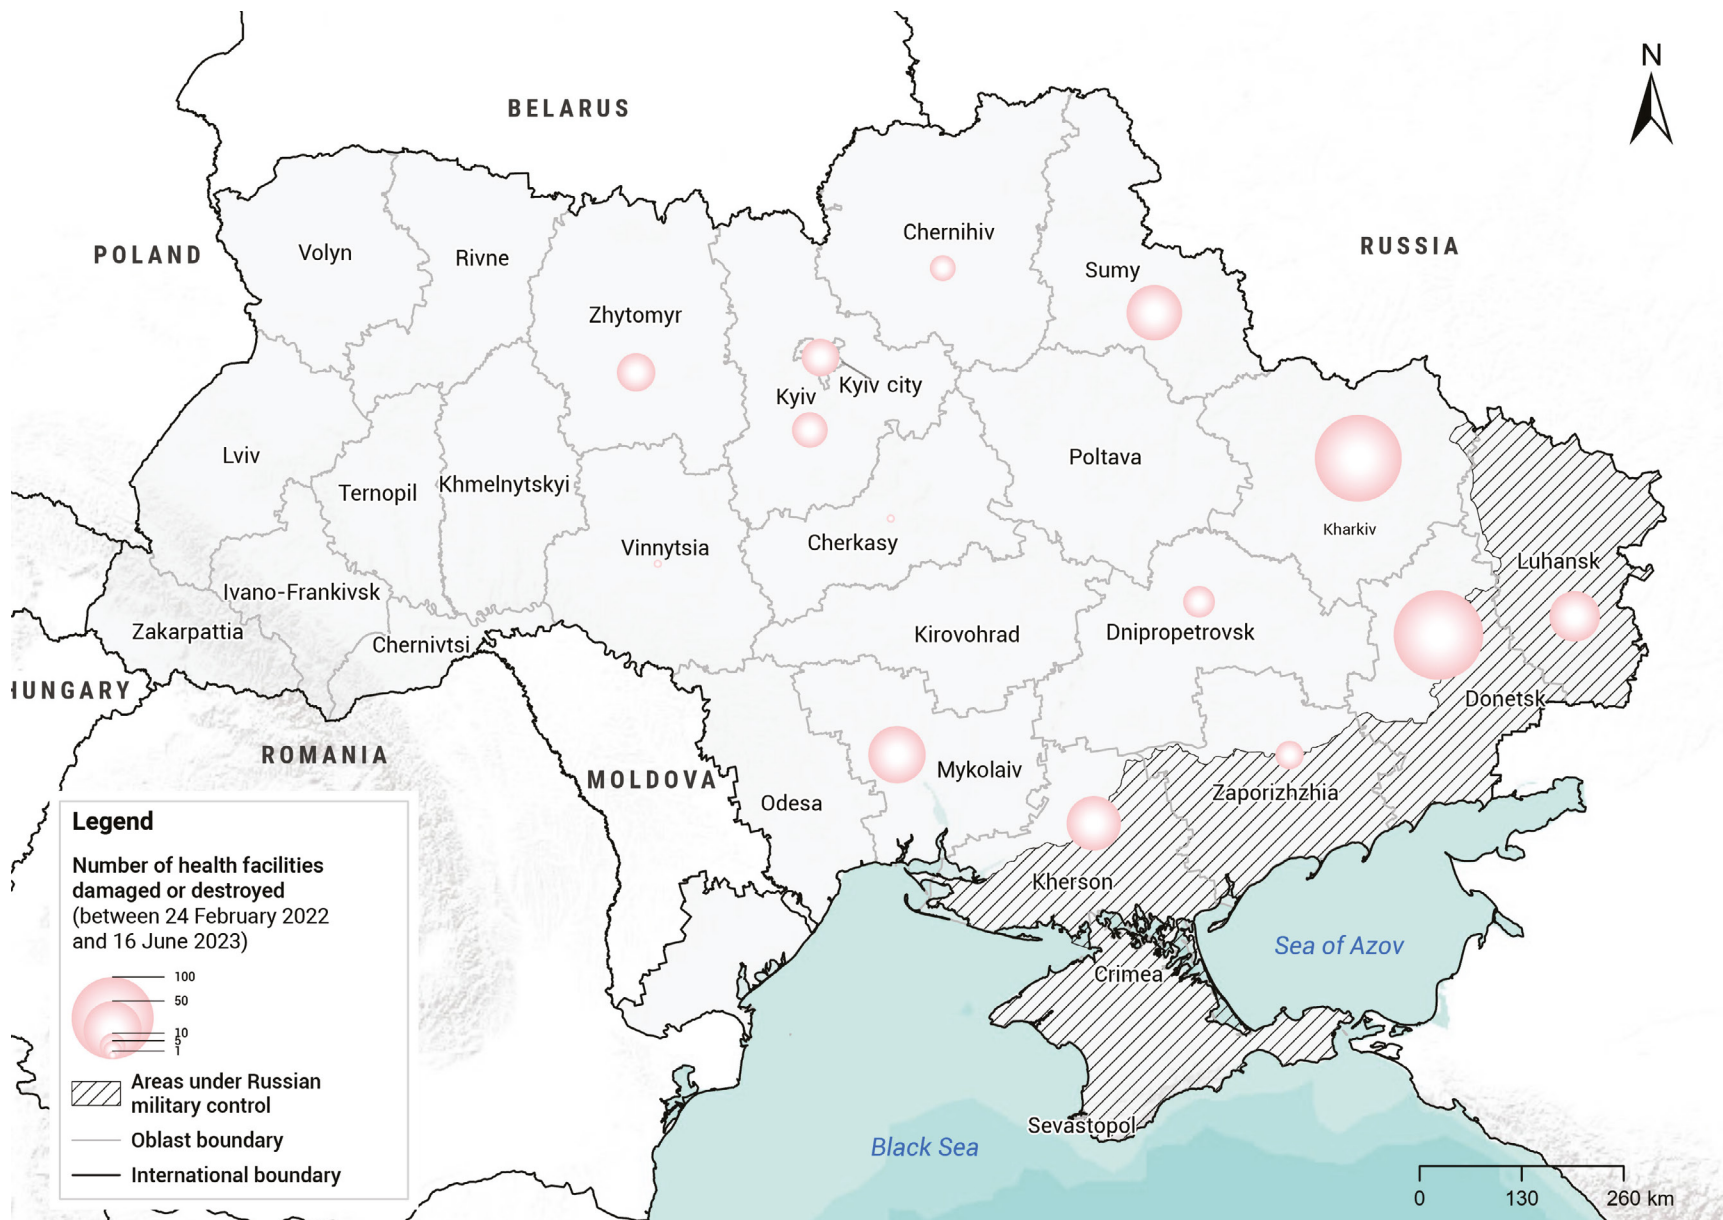 N
BELARUS
POLAND
RUSSIA
Volyn
Rivne
Chernihiv
Sumy
Zhytomyr
Kyiv city
Kyiv
Lviv
Ternopil
Khmelnytskyi
Poltava
Kharkiv
Vinnytsia
Cherkasy
Luhansk
Ivano-Frankivsk
Zakarpattia
Chernivtsi
Kirovohrad
Dnipropetrovsk
HUNGARY
Donetsk
ROMANIA
MOLDOVA
Mykolaiv
Odesa
Zaporizhzhia
Kherson
Sea of Azov
Crimea
Sevastopol
Black Sea
Legend
Number of health facilities
damaged or destroyed
(between 24 February 2022
and 16 June 2023)
100
50
10
5
1
Areas under Russian
military control
Oblast boundary
International boundary
0 130 260 km